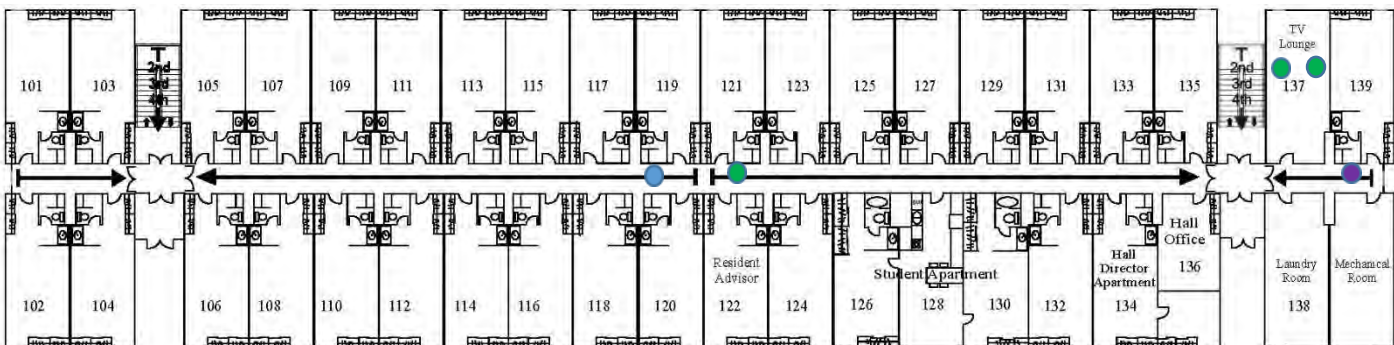 TV
Lounge
T
2nd
3rd
4th
T
2nd
3rd
4th
101
103
105
107
109
111
113
115
117
119
121
123
125
127
129
131
133
135
137
139
Resident
Advisor
Student Apartment
Hall
Director
Apartment
Hall
Office
136
Laundry
Room
Mechanical
Room
102
104
106
108
110
112
114
116
118
120
122
124
126
128
130
132
134
138